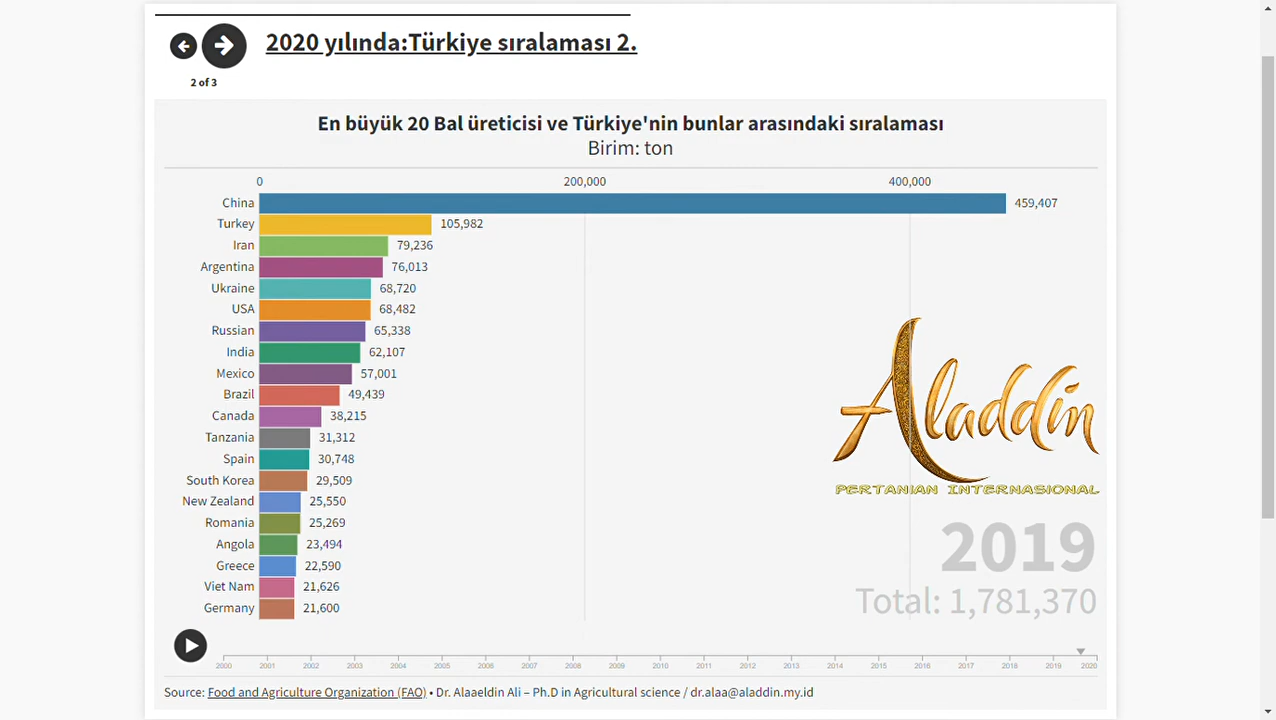 2020 yılında:Türkiye sıralaması 2.
2 of 3
En büyük 20 Bal üreticisi ve Türkiye'nin bunlar arasındaki sıralaması
Birim: ton
0 200,000 400,000
China 459,407
Turkey 105,982
Iran 79,236
Argentina 76,013
Ukraine 68,720
USA 68,482
Russian 65,338
India 62,107
Mexico 57,001
Brazil 49,439
Canada 38,215
Tanzania 31,312
Spain 30,748
South Korea 29,509
New Zealand 25,550
Romania 25,269
Angola 23,494
Greece 22,590
Viet Nam 21,626
Germany 21,600
Aladdin
PERTANIAN INTERNASIONAL
2019
Total: 1,781,370
2000 2001 2002 2003 2004 2005 2006 2007 2008 2009 2010 2011 2012 2013 2014 2015 2016 2017 2018 2019 2020
Source: Food and Agriculture Organization (FAO) • Dr. Alaaeldin Ali – Ph.D in Agricultural science / dr.alaa@aladdin.my.id